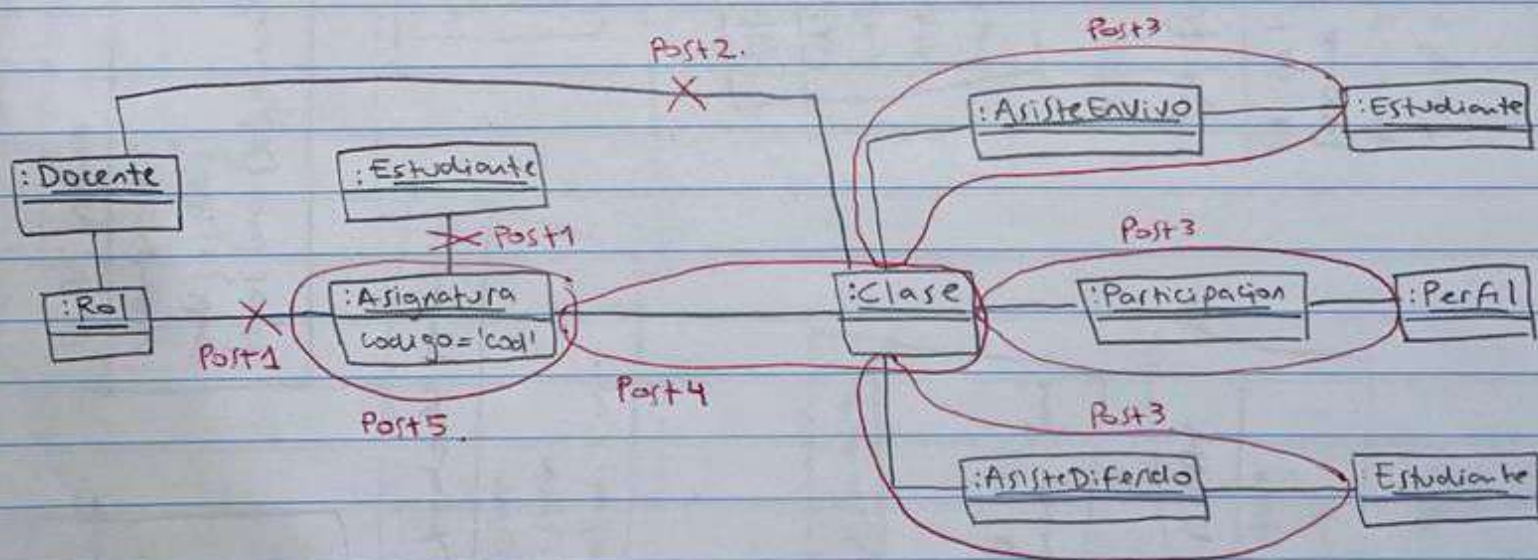 Post3
Post2.
:AsisteEnVivo
:Estudiante
:Docente
:Estudiante
Post1
Post3
:Rol
:Asignatura
codigo='cod'
:Clase
:Participacion
:Perfil
Post1
Post4
Post5.
Post3
:AsisteDiferido
Estudiante